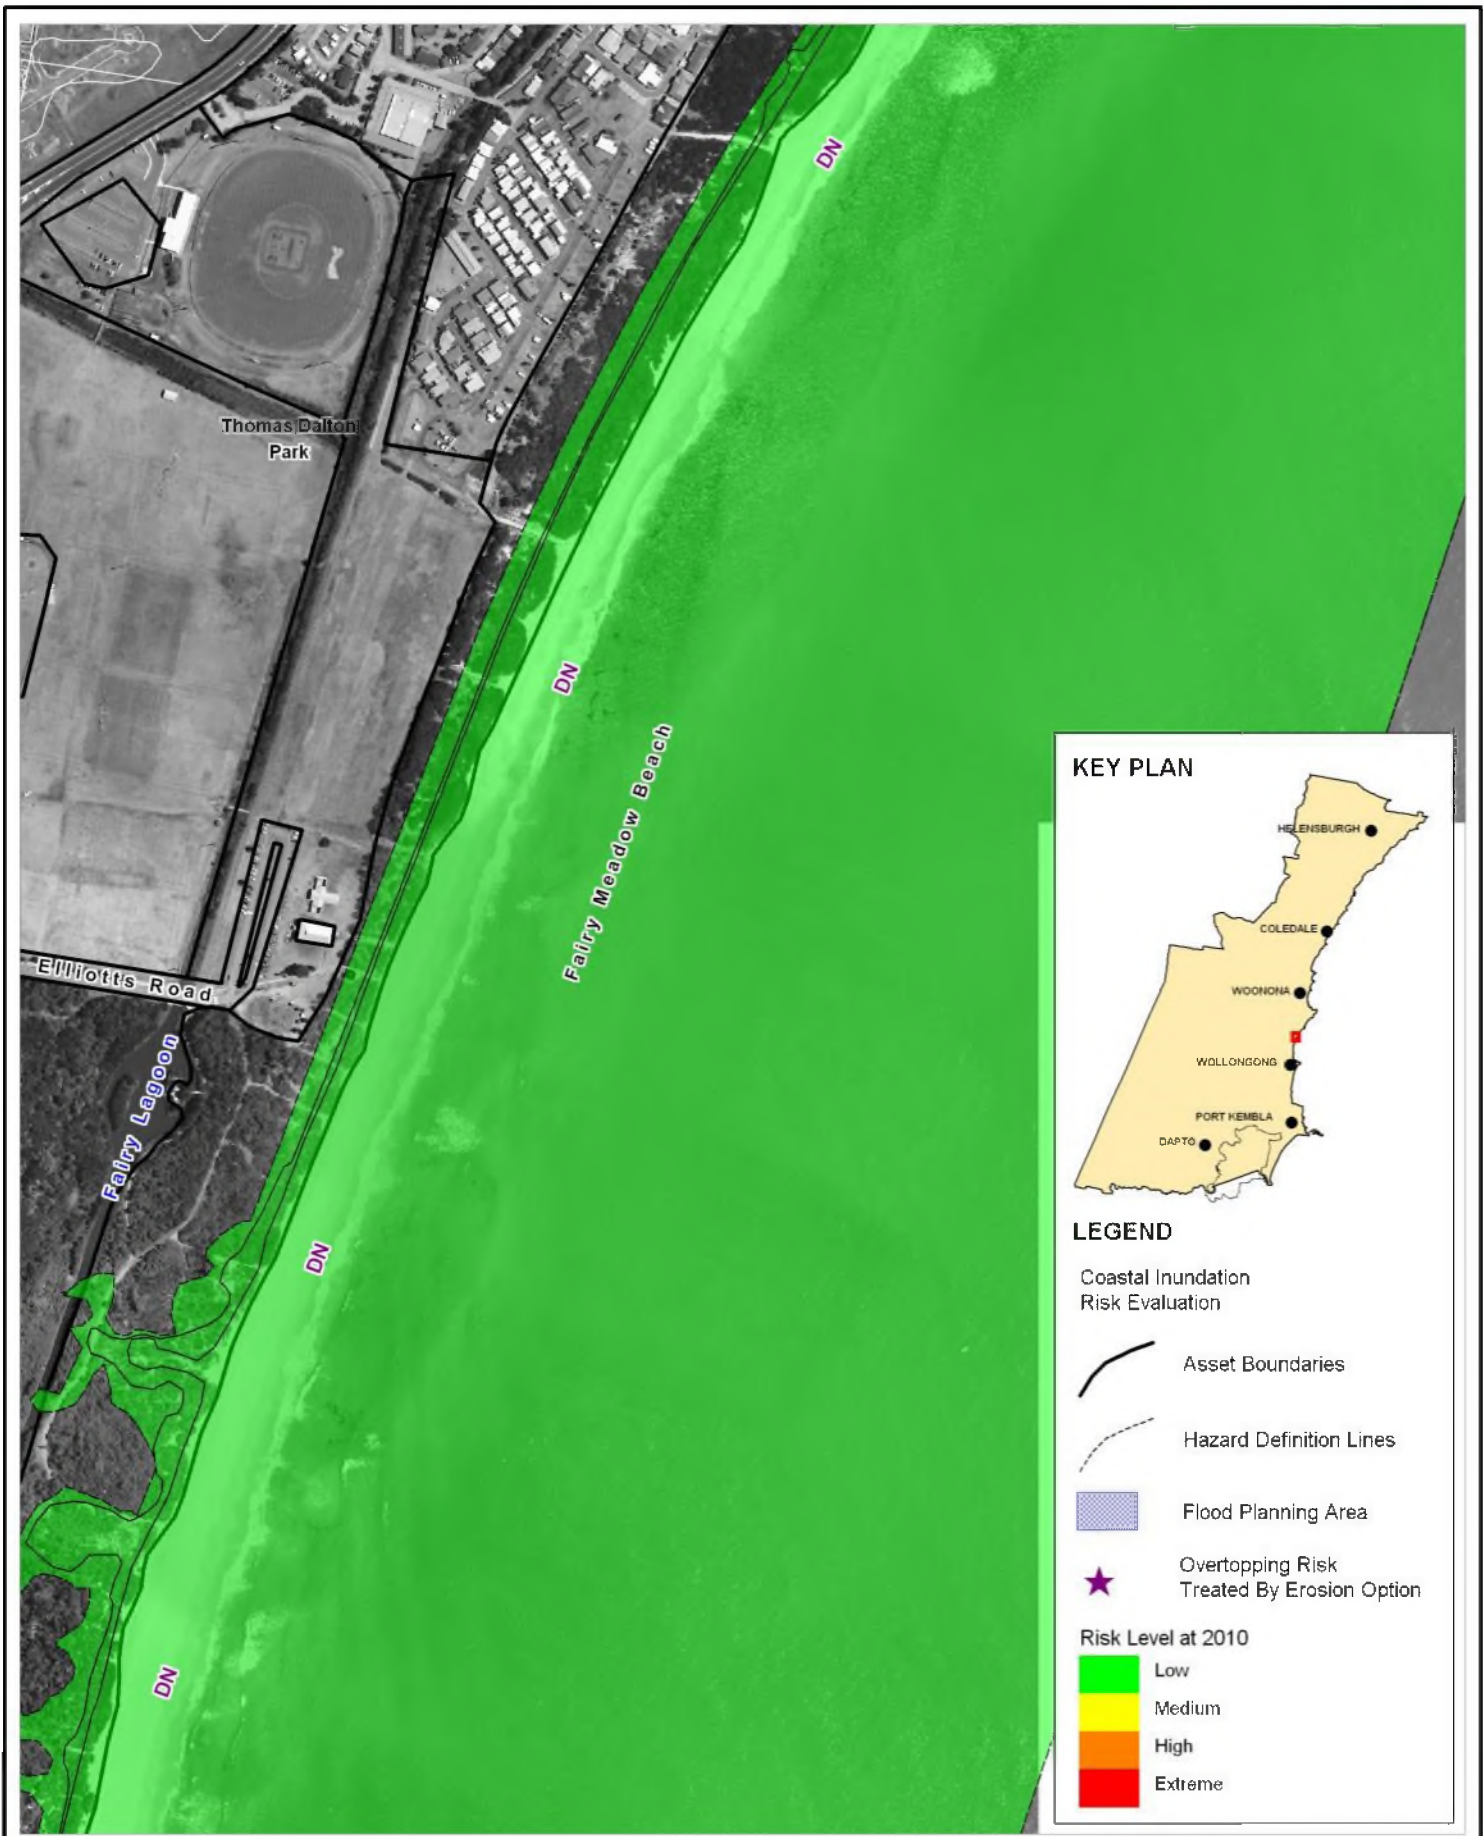 DN
Thomas Dalton
Park
DN
Fairy Meadow Beach
Elliotts Road
Fairy Lagoon
DN
DN
KEY PLAN
HELENSBURGH
COLEDALE
WOONONA
WOLLONGONG
PORT KEMBLA
DAPTO
LEGEND
Coastal Inundation
Risk Evaluation
Asset Boundaries
Hazard Definition Lines
Flood Planning Area
Overtopping Risk
Treated By Erosion Option
Risk Level at 2010
Low
Medium
High
Extreme